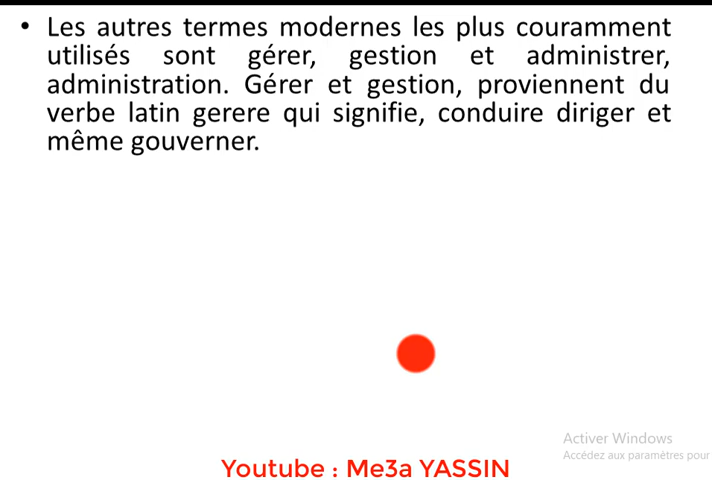 • Les autres termes modernes les plus couramment
utilisés sont gérer, gestion et administrer,
administration. Gérer et gestion, proviennent du
verbe latin gerere qui signifie, conduire diriger et
même gouverner.
Activer Windows
Accédez aux paramètres pour
Youtube : Me3a YASSIN